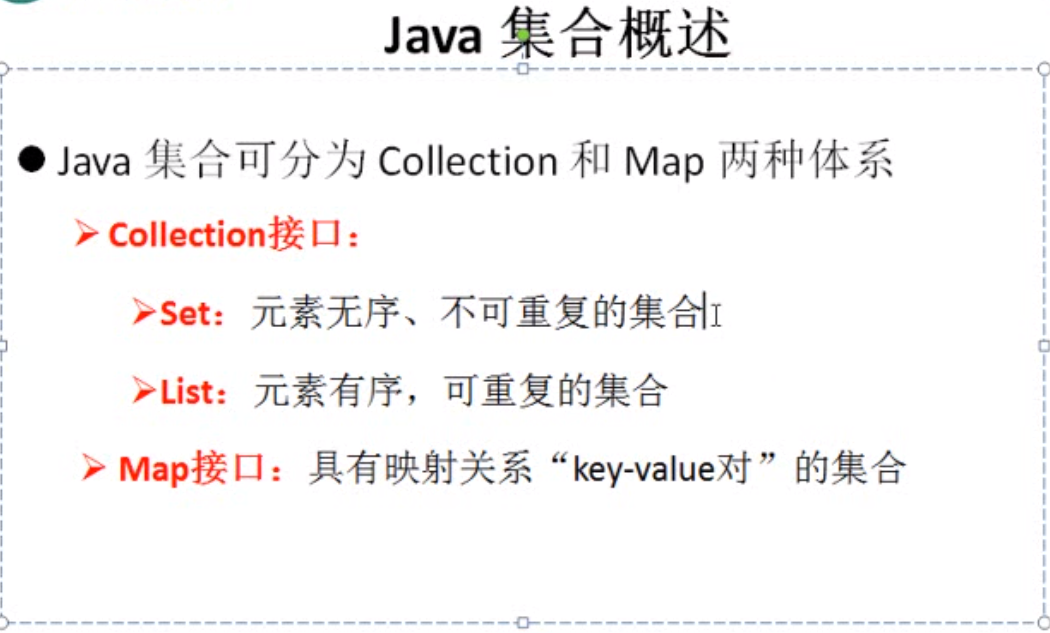 Java 集合概述
Java 集合可分为 Collection 和 Map 两种体系
Collection接口：
Set： 元素无序、不可重复的集合
List： 元素有序，可重复的集合
Map接口：具有映射关系“key-value对”的集合